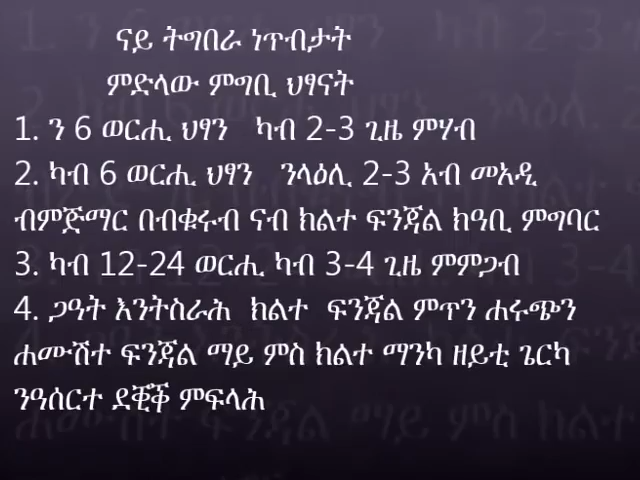 ናይ ትግበራ ነጥብታት
ምድላው ምግቢ ህፃናት
1. ን 6 ወርሒ ህፃን ካብ 2-3 ጊዜ ምሃብ
2. ካብ 6 ወርሒ ህፃን ንላዕሊ 2-3 አብ መአዲ
ብምጅማር በብቁሩብ ናብ ክልተ ፍንጃል ክዓቢ ምግባር
3. ካብ 12-24 ወርሒ ካብ 3-4 ጊዜ ምምጋብ
4. ጋዓት እንትስራሕ ክልተ ፍንጃል ምጥን ሐሩጭን
ሐሙሽተ ፍንጃል ማይ ምስ ክልተ ማንካ ዘይቲ ጌርካ
ንዓሰርተ ደቒቓ ምፍላሕ